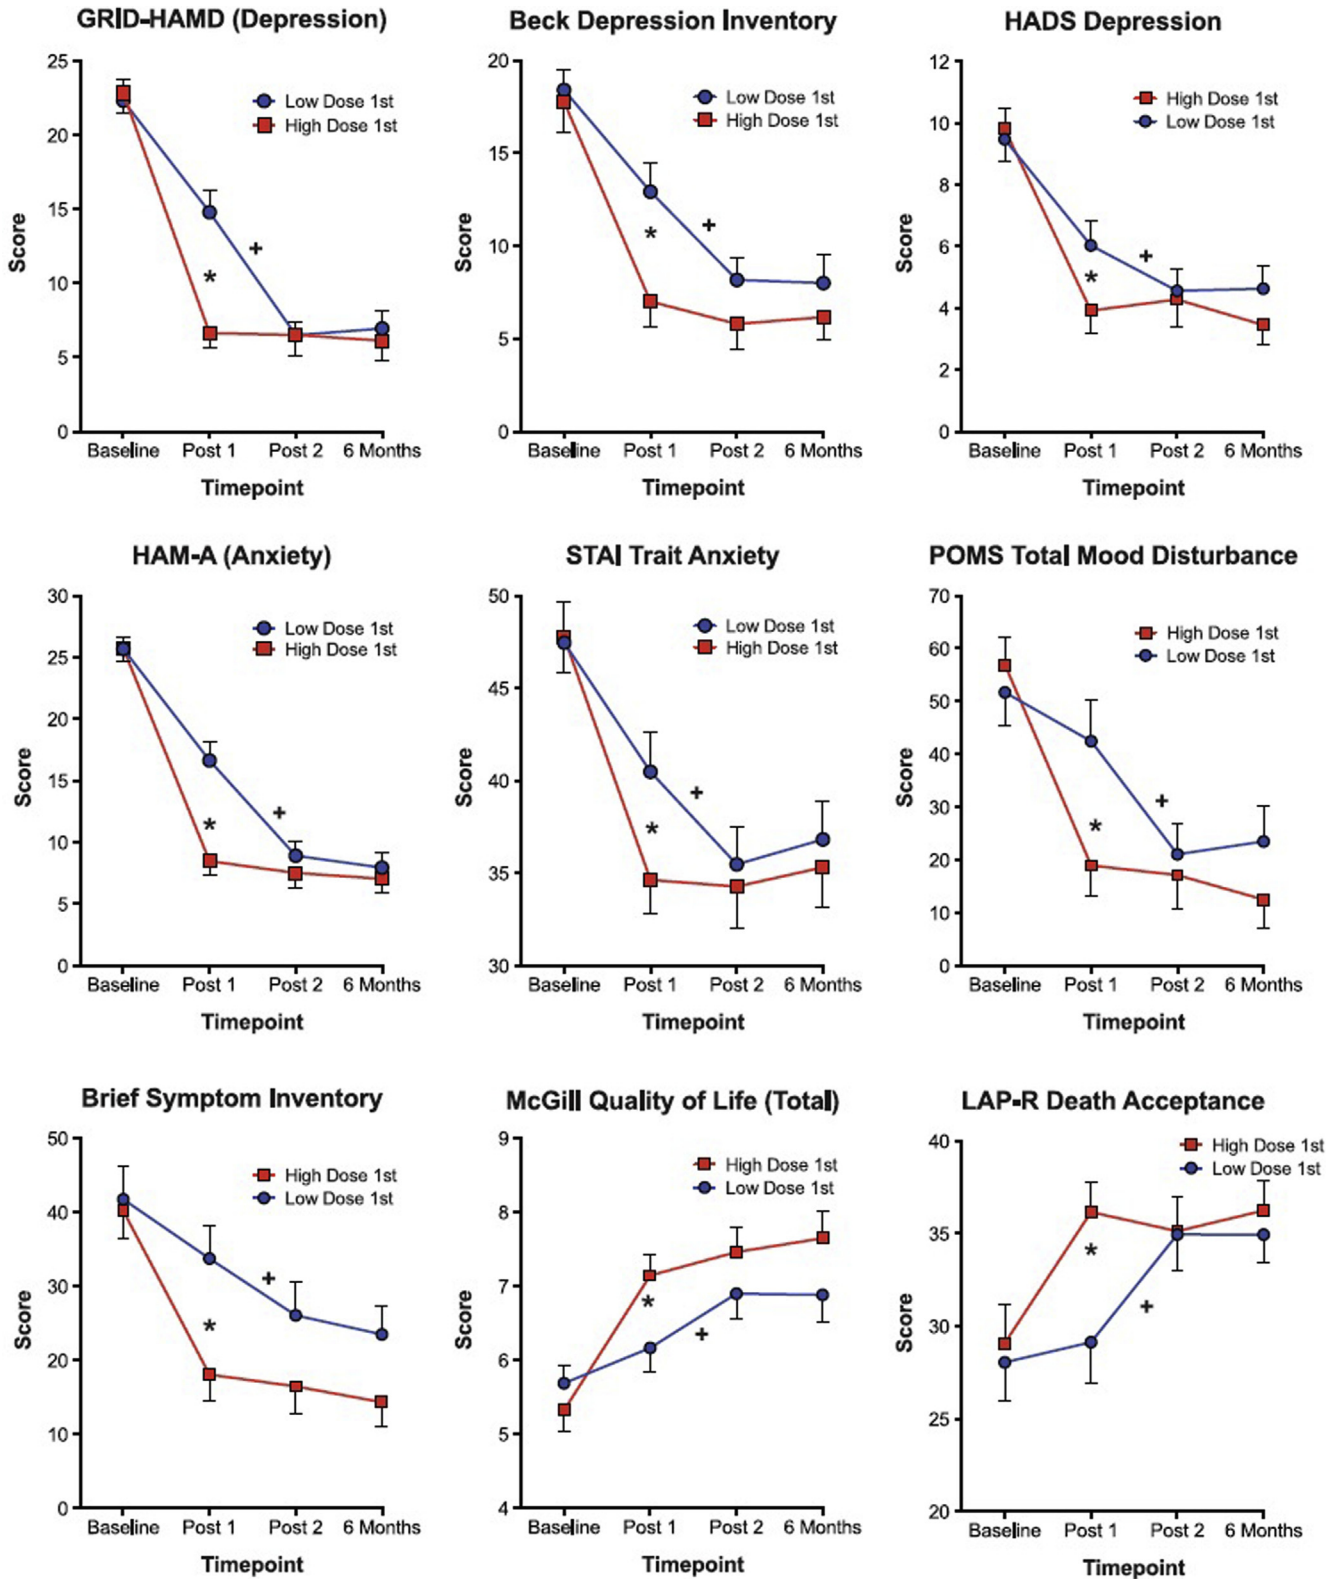 GRID-HAMD (Depression)
25
20
15
10
5
0
Score
Low Dose 1st
High Dose 1st
+
*
Baseline Post 1 Post 2 6 Months
Timepoint
Beck Depression Inventory
20
15
10
5
0
Score
Low Dose 1st
High Dose 1st
+
*
Baseline Post 1 Post 2 6 Months
Timepoint
HADS Depression
12
10
8
6
4
2
0
Score
High Dose 1st
Low Dose 1st
+
*
Baseline Post 1 Post 2 6 Months
Timepoint
HAM-A (Anxiety)
30
25
20
15
10
5
0
Score
Low Dose 1st
High Dose 1st
+
*
Baseline Post 1 Post 2 6 Months
Timepoint
STAI Trait Anxiety
50
45
40
35
30
Score
Low Dose 1st
High Dose 1st
+
*
Baseline Post 1 Post 2 6 Months
Timepoint
POMS Total Mood Disturbance
70
60
50
40
30
20
10
0
Score
High Dose 1st
Low Dose 1st
+
*
Baseline Post 1 Post 2 6 Months
Timepoint
Brief Symptom Inventory
50
40
30
20
10
0
Score
High Dose 1st
Low Dose 1st
+
*
Baseline Post 1 Post 2 6 Months
Timepoint
McGill Quality of Life (Total)
9
8
7
6
5
4
Score
High Dose 1st
Low Dose 1st
*
+
Baseline Post 1 Post 2 6 Months
Timepoint
LAP-R Death Acceptance
40
35
30
25
20
Score
High Dose 1st
Low Dose 1st
*
+
Baseline Post 1 Post 2 6 Months
Timepoint